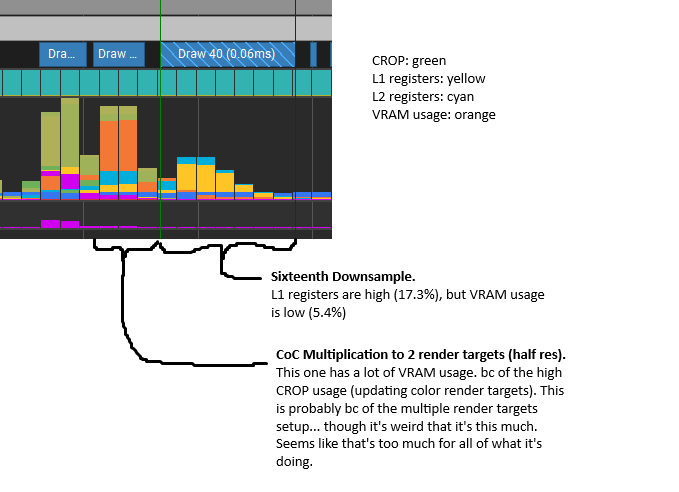 Dra...
Draw ...
Draw 40 (0.06ms)
CROP: green
L1 registers: yellow
L2 registers: cyan
VRAM usage: orange
Sixteenth Downsample.
L1 registers are high (17.3%), but VRAM usage
is low (5.4%)
CoC Multiplication to 2 render targets (half res).
This one has a lot of VRAM usage. bc of the high
CROP usage (updating color render targets). This
is probably bc of the multiple render targets
setup... though it's weird that it's this much.
Seems like that's too much for all of what it's
doing.